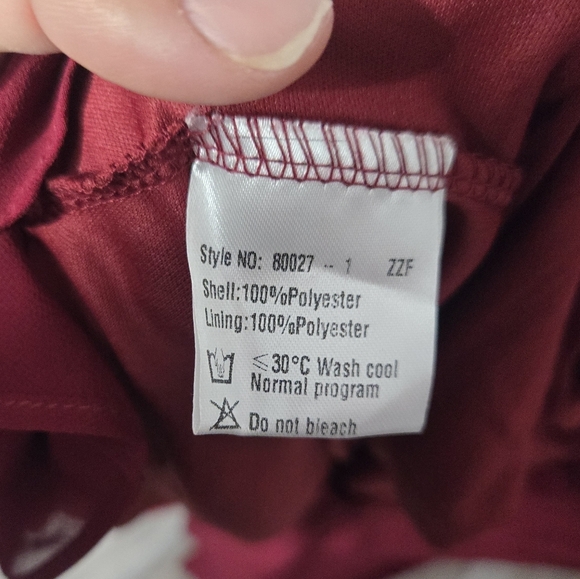 Style NO: 80027 -- 1 ZZF
Shell:100%Polyester
Lining:100%Polyester
≤30°C Wash cool
Normal program
Do not bleach